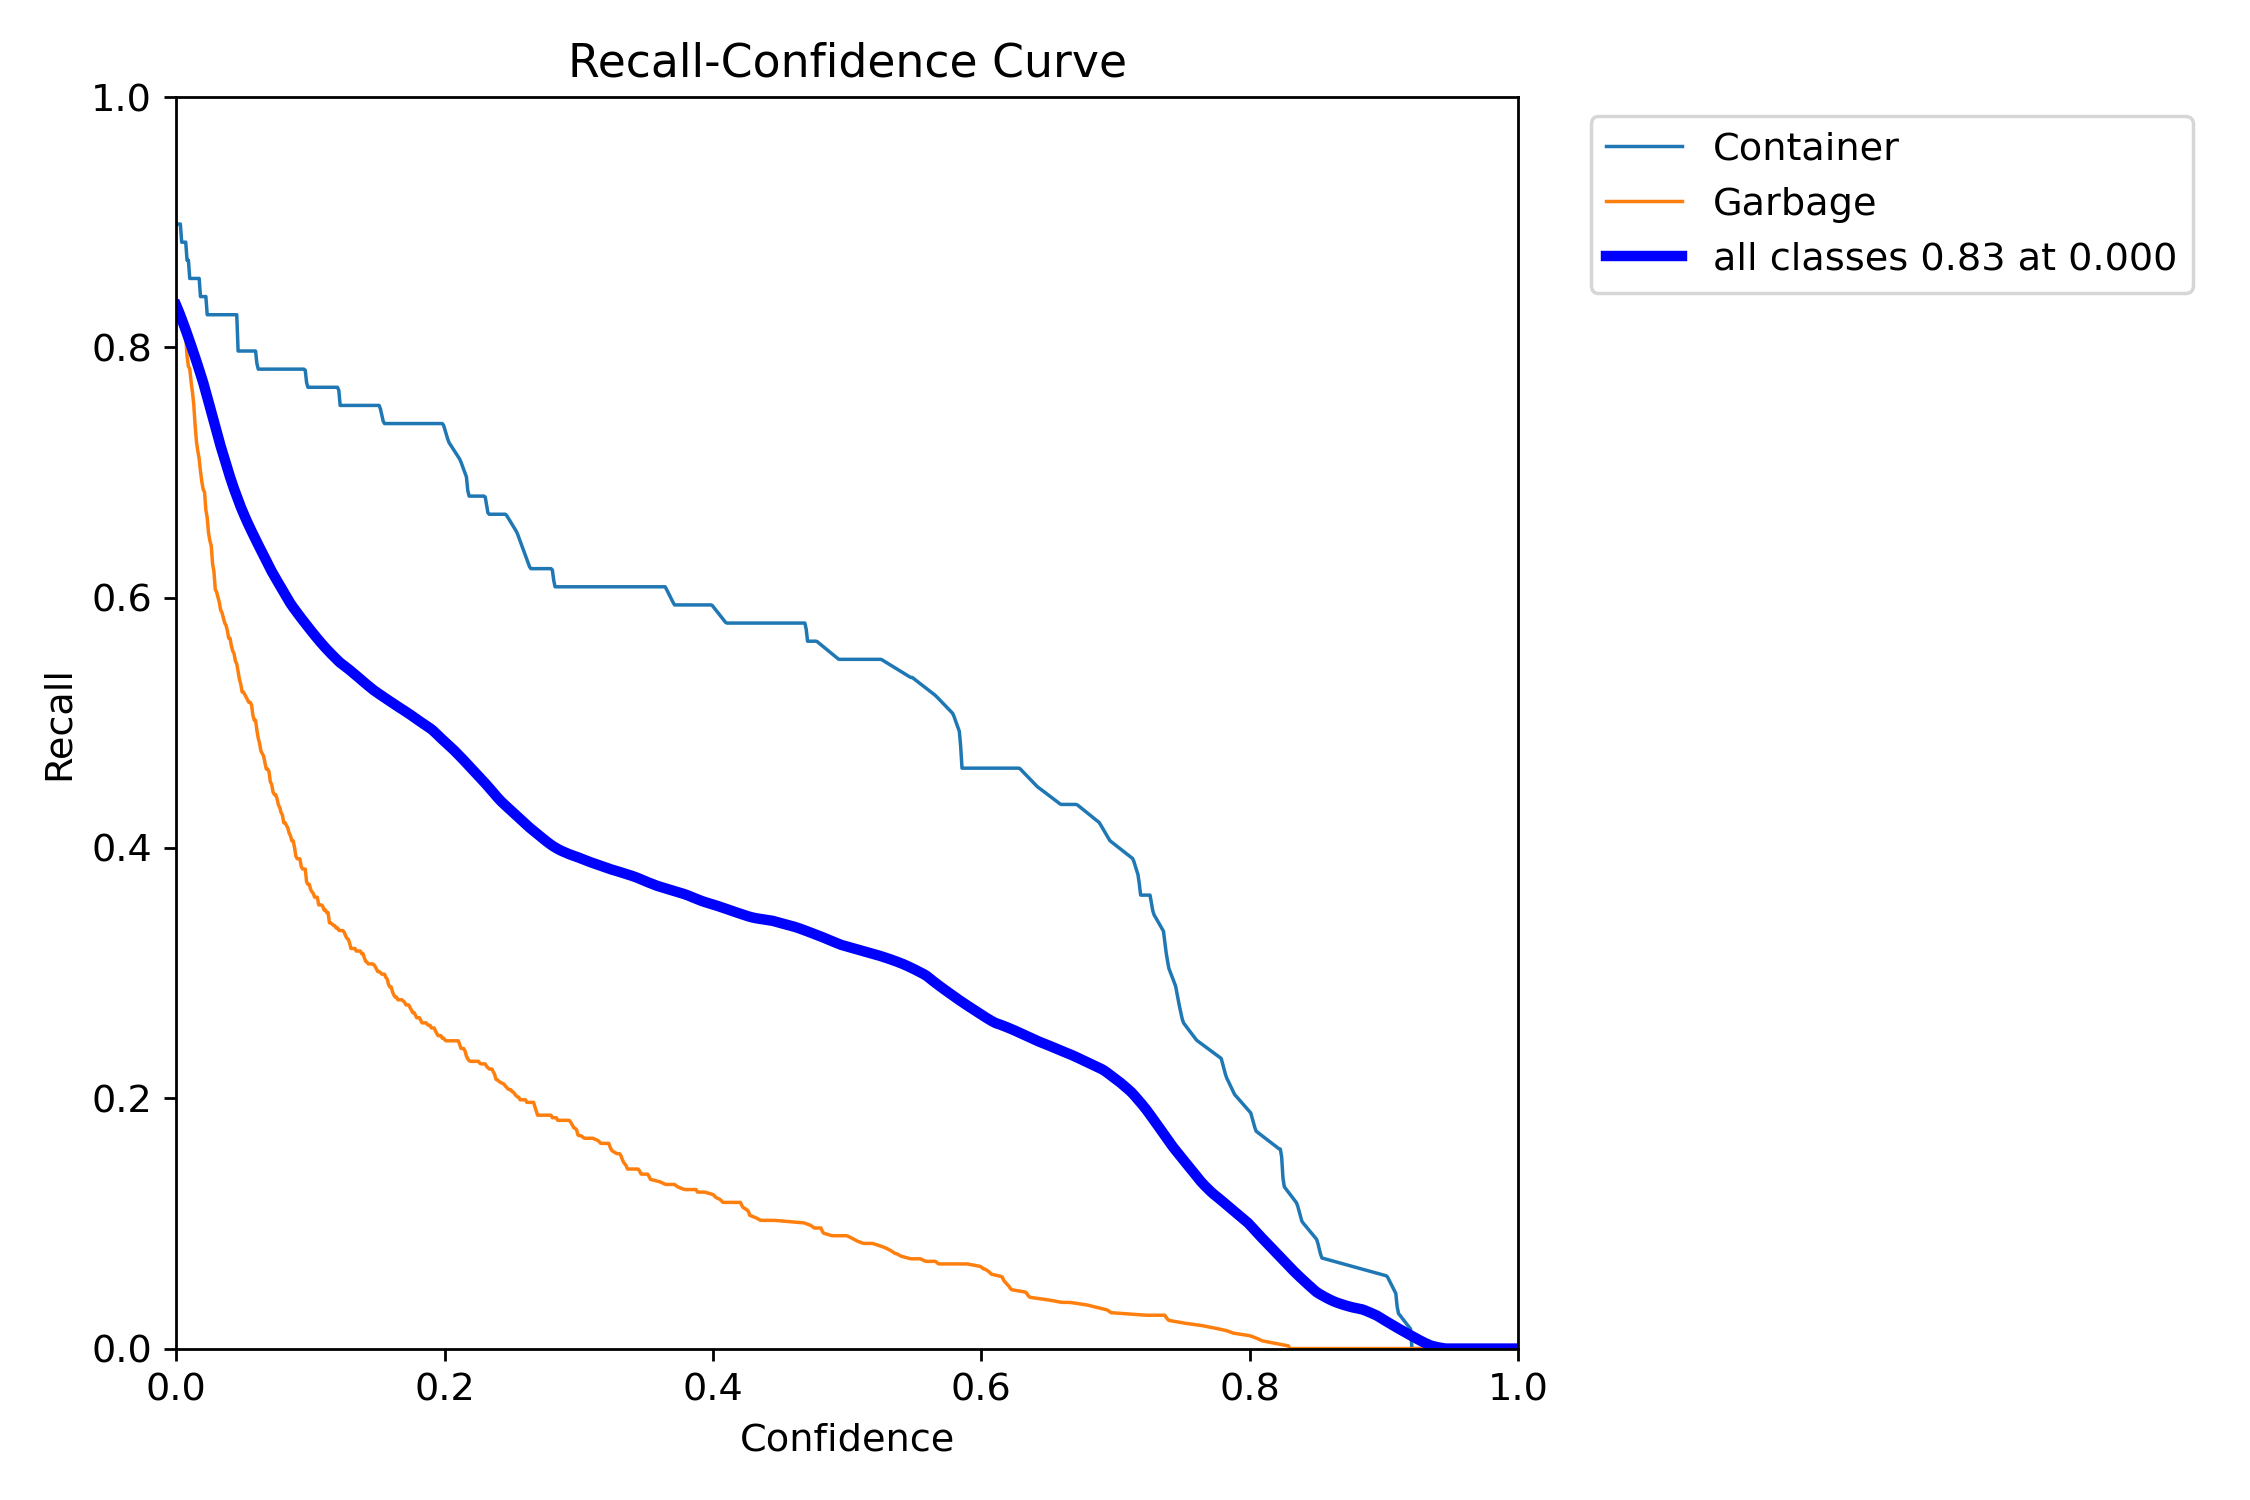 Recall-Confidence Curve
1.0
0.8
0.6
0.4
0.2
0.0
Recall
0.0 0.2 0.4 0.6 0.8 1.0
Confidence
Container
Garbage
all classes 0.83 at 0.000